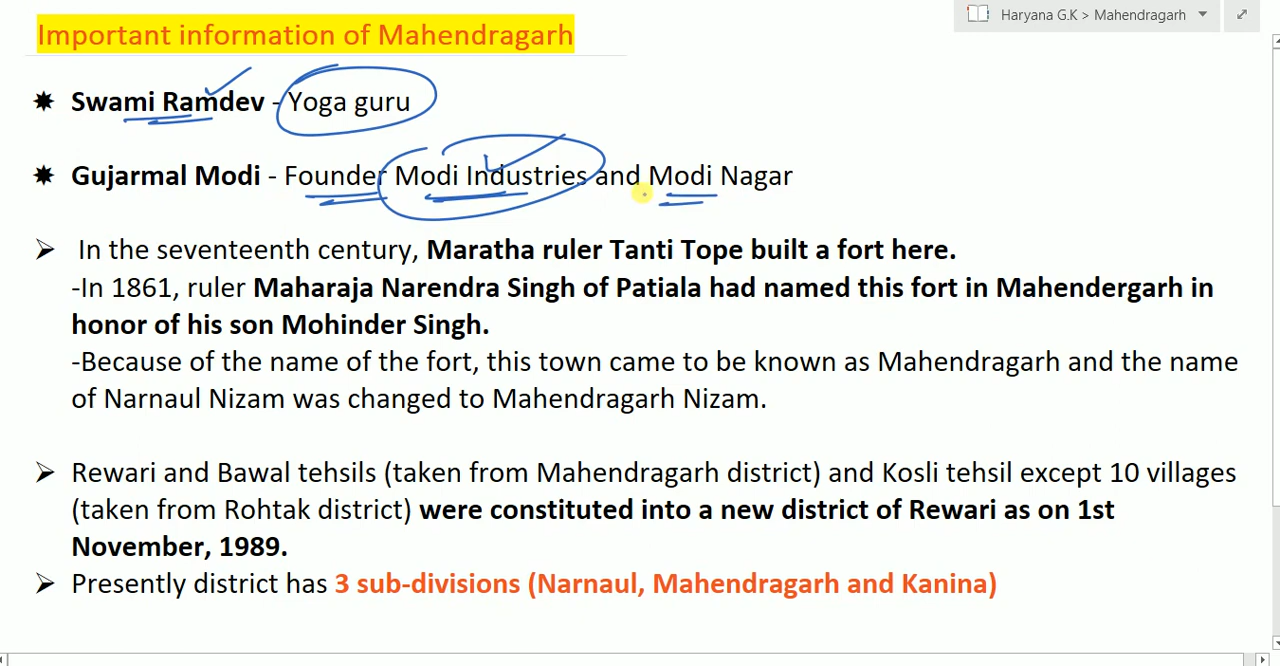 Haryana G.K > Mahendragarh
Important information of Mahendragarh
Swami Ramdev - Yoga guru
Gujarmal Modi - Founder Modi Industries and Modi Nagar
In the seventeenth century, Maratha ruler Tanti Tope built a fort here.
-In 1861, ruler Maharaja Narendra Singh of Patiala had named this fort in Mahendergarh in
honor of his son Mohinder Singh.
-Because of the name of the fort, this town came to be known as Mahendragarh and the name
of Narnaul Nizam was changed to Mahendragarh Nizam.
Rewari and Bawal tehsils (taken from Mahendragarh district) and Kosli tehsil except 10 villages
(taken from Rohtak district) were constituted into a new district of Rewari as on 1st
November, 1989.
Presently district has 3 sub-divisions (Narnaul, Mahendragarh and Kanina)